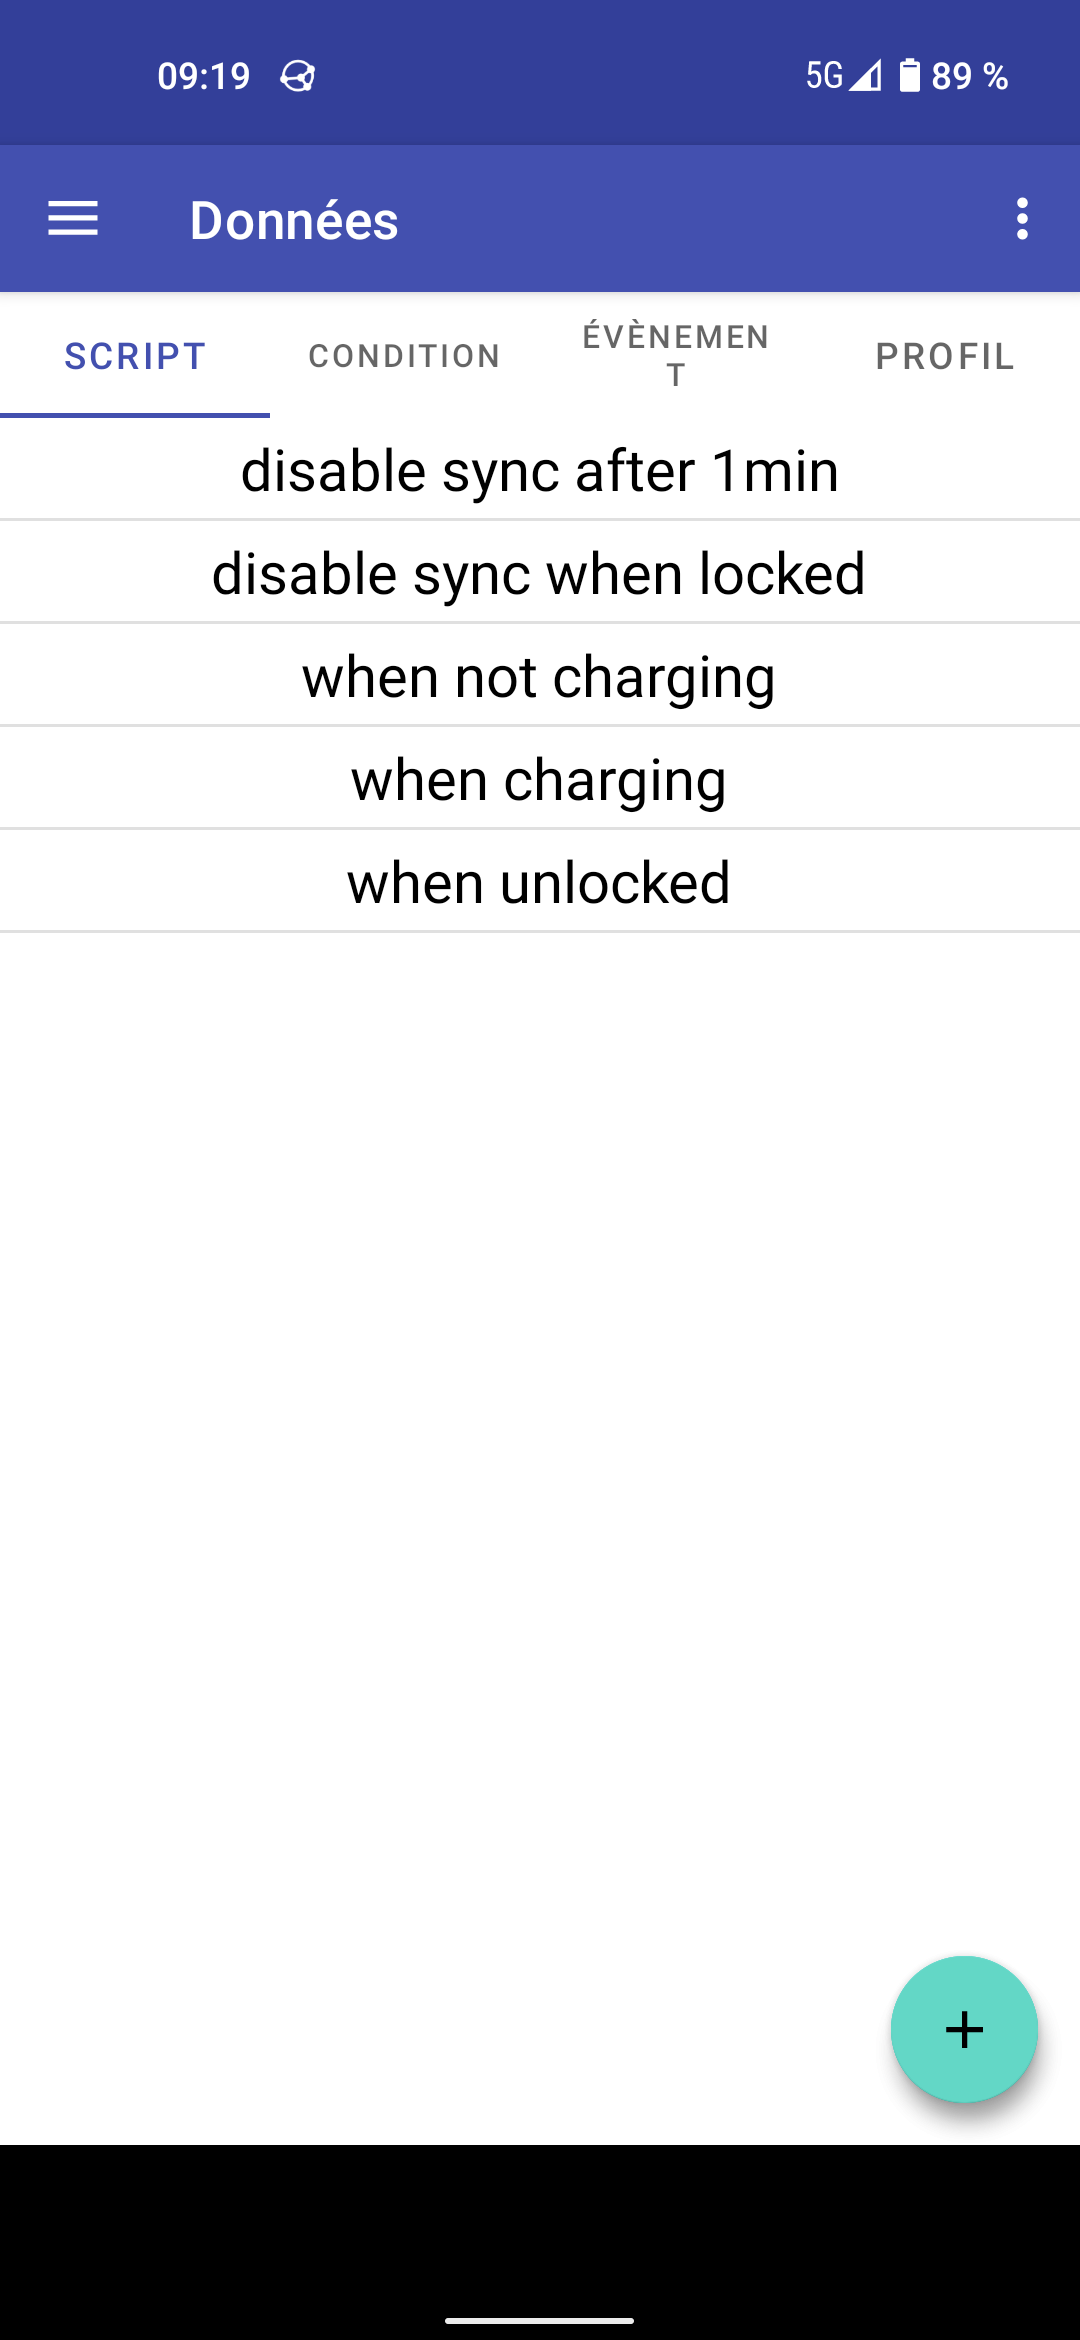 09:19 5G 89 %
Données
SCRIPT CONDITION ÉVÈNEMEN
T PROFIL
disable sync after 1min
disable sync when locked
when not charging
when charging
when unlocked
+